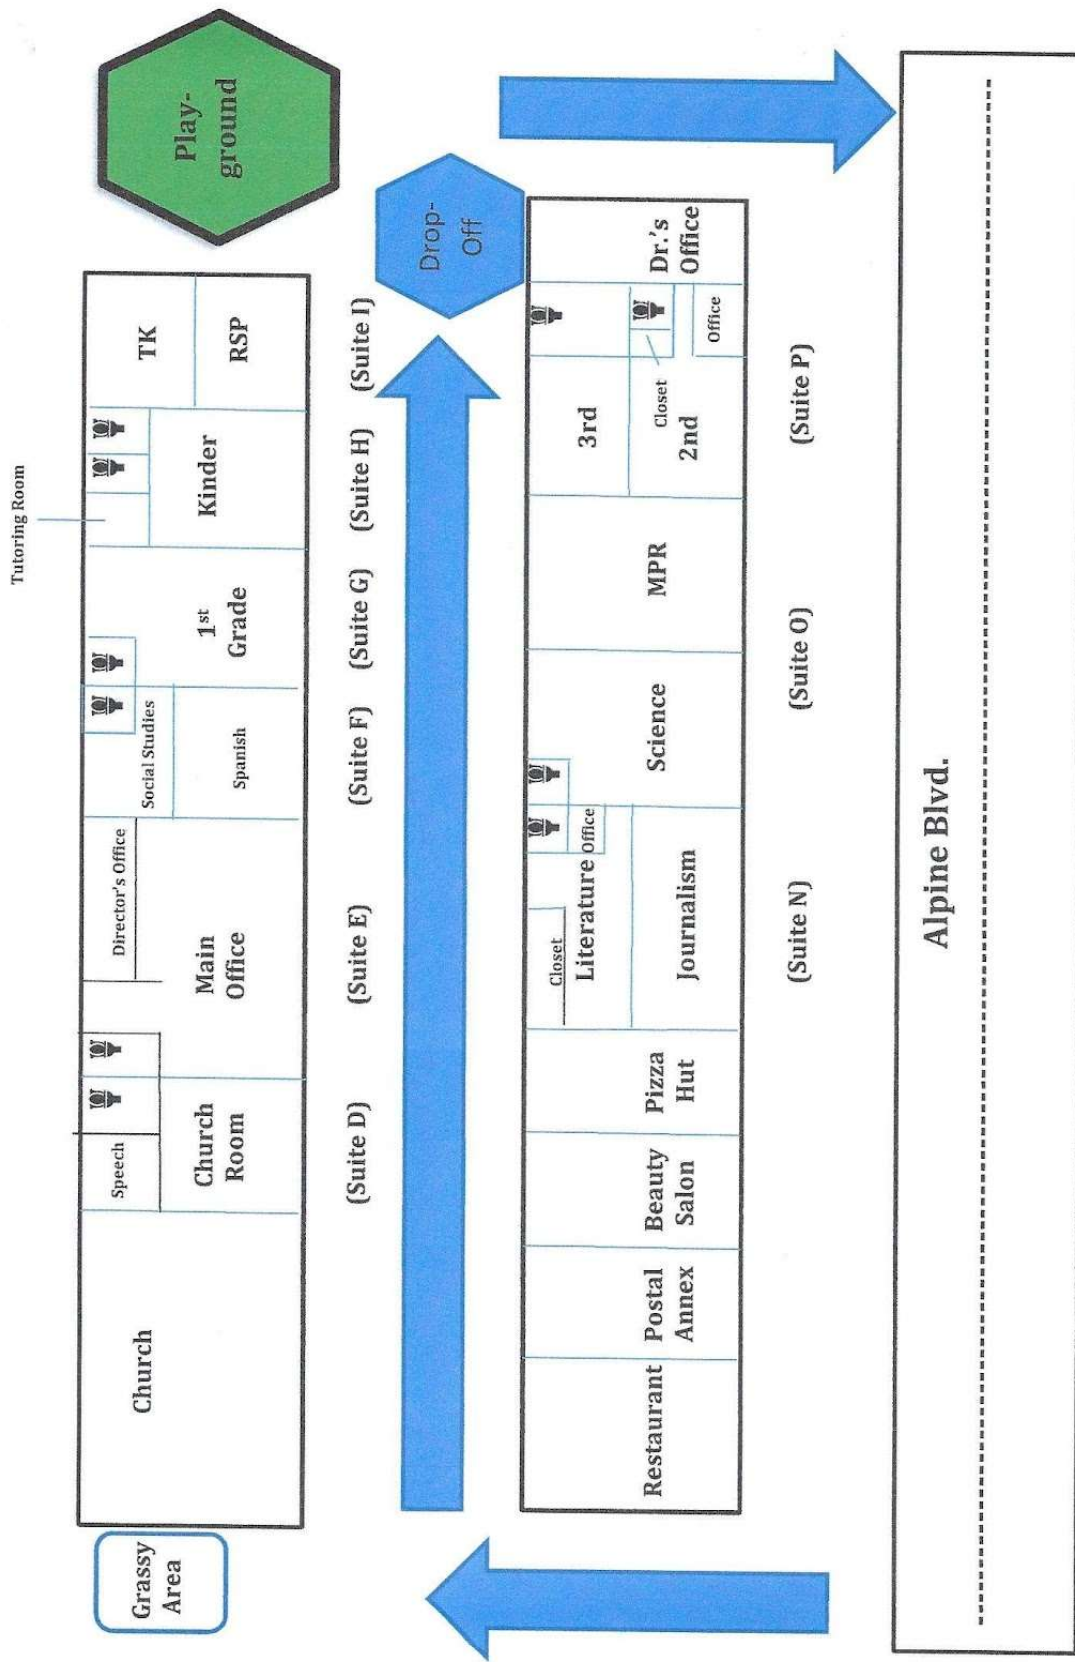 Tutoring Room
Grassy
Area
Church
Speech
Church
Room
Director's Office
Main
Office
Social Studies
Spanish
1st
Grade
Kinder
TK
RSP
Play-
ground
(Suite D)
(Suite E)
(Suite F)
(Suite G)
(Suite H)
(Suite I)
Drop-
Off
Restaurant
Postal
Annex
Beauty
Salon
Pizza
Hut
Closet
Literature
Office
Journalism
Science
MPR
3rd
Closet
2nd
Office
Dr.'s
Office
(Suite N)
(Suite O)
(Suite P)
Alpine Blvd.